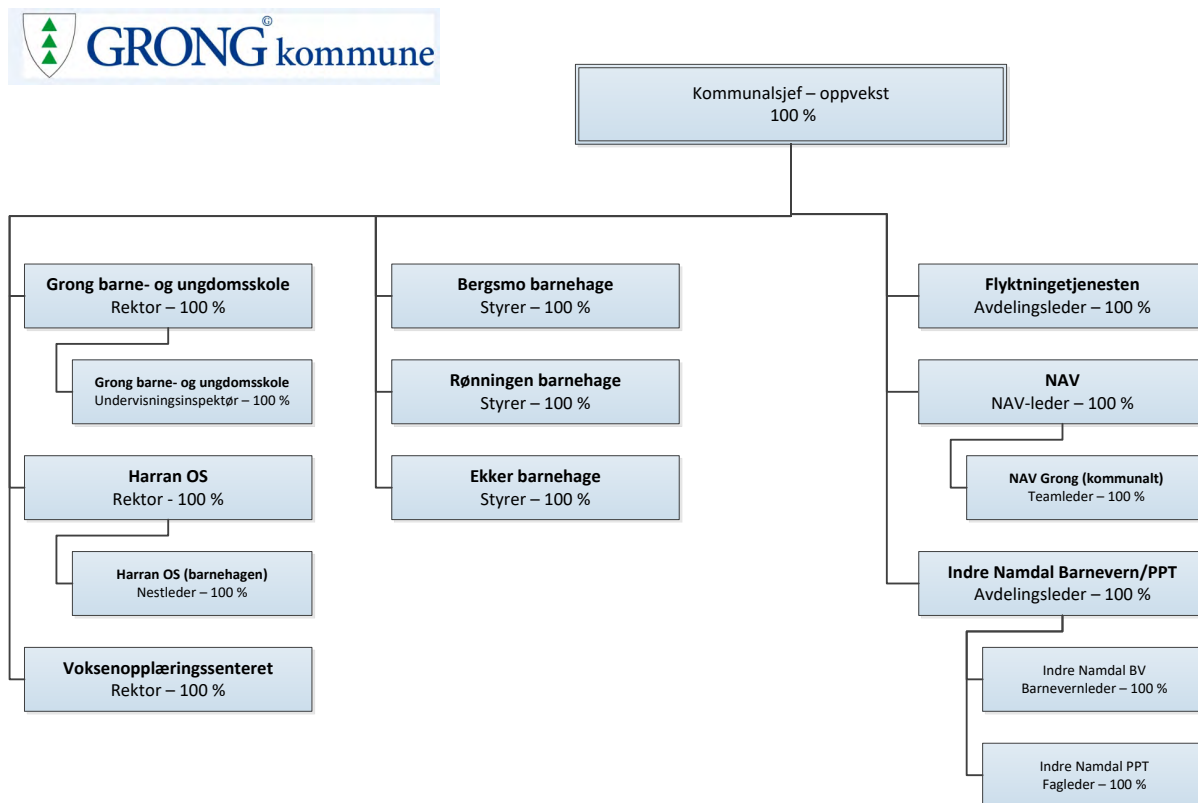 GRONG kommune
G
Kommunalsjef – oppvekst
100 %
Grong barne- og ungdomsskole
Rektor – 100 %
Grong barne- og ungdomsskole
Undervisningsinspektør – 100 %
Harran OS
Rektor - 100 %
Harran OS (barnehagen)
Nestleder – 100 %
Voksenopplæringssenteret
Rektor – 100 %
Bergsmo barnehage
Styrer – 100 %
Rønningen barnehage
Styrer – 100 %
Ekker barnehage
Styrer – 100 %
Flyktningetjenesten
Avdelingsleder – 100 %
NAV
NAV-leder – 100 %
NAV Grong (kommunalt)
Teamleder – 100 %
Indre Namdal Barnevern/PPT
Avdelingsleder – 100 %
Indre Namdal BV
Barnevernleder – 100 %
Indre Namdal PPT
Fagleder – 100 %